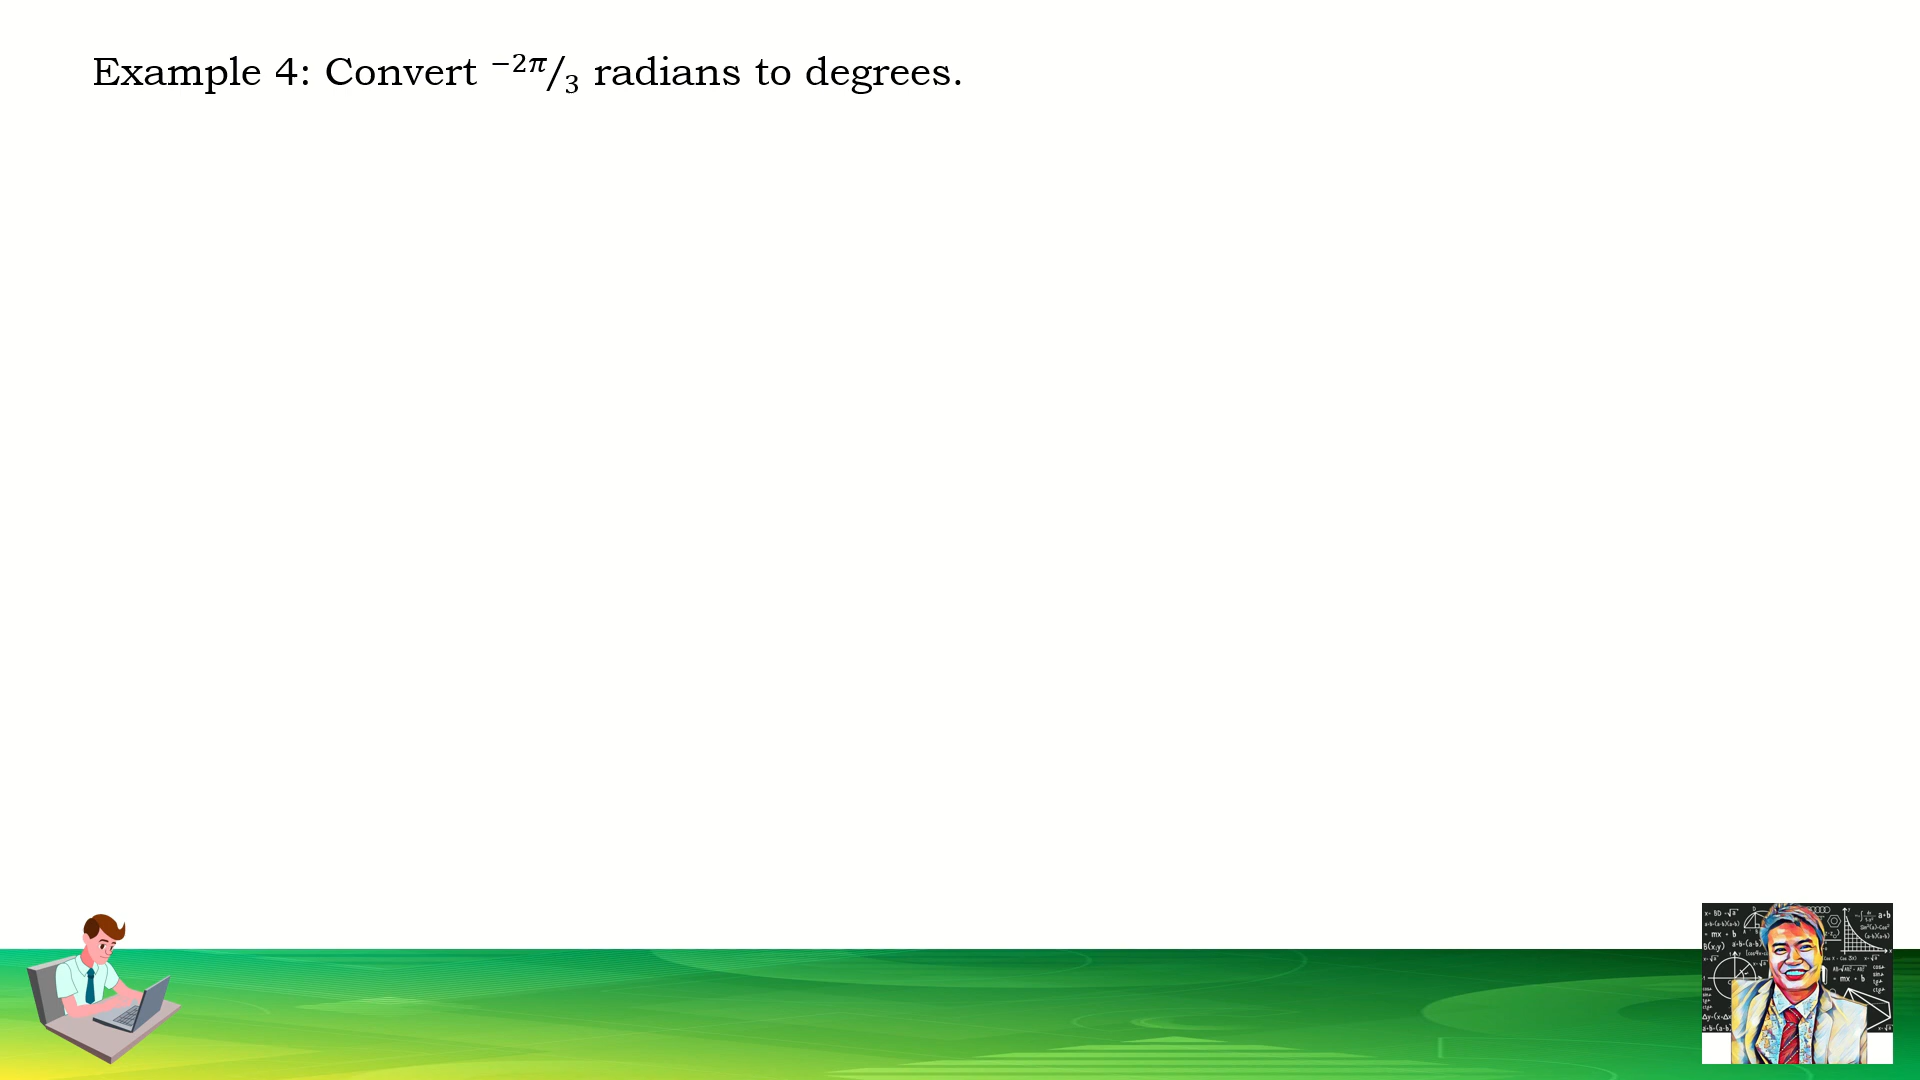 Example 4: Convert −2π/3 radians to degrees.